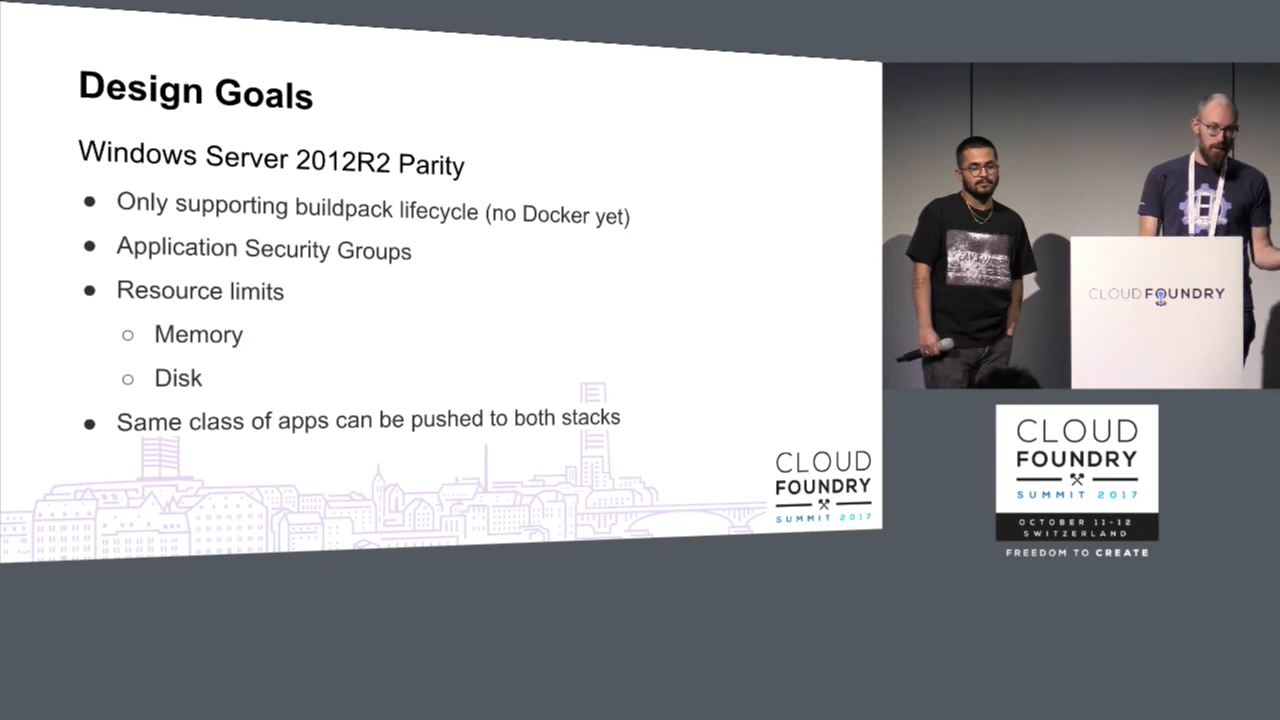 Design Goals
Windows Server 2012R2 Parity
● Only supporting buildpack lifecycle (no Docker yet)
● Application Security Groups
● Resource limits
○ Memory
○ Disk
● Same class of apps can be pushed to both stacks
CLOUD
FOUNDRY
SUMMIT 2017
CLOUD FOUNDRY
CLOUD
FOUNDRY
SUMMIT 2017
OCTOBER 11-12
SWITZERLAND
FREEDOM TO CREATE